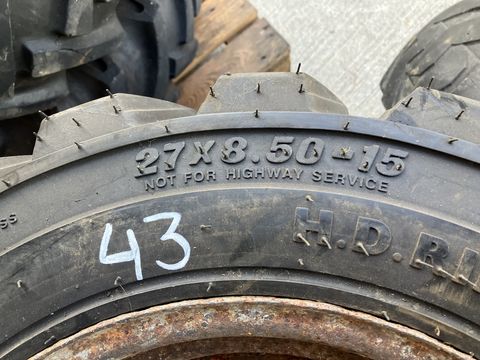 27X8.50-15
NOT FOR HIGHWAY SERVICE
43
H.D.